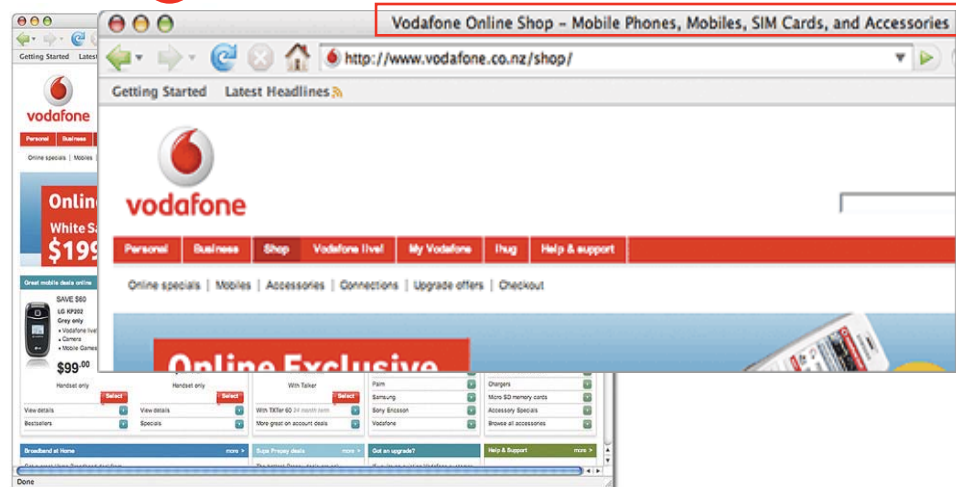 Vodafone Online Shop – Mobile Phones, Mobiles, SIM Cards, and Accessories
http://www.vodafone.co.nz/shop/
Getting Started Latest Headlines
vodafone
Personal Business Shop Vodafone live! My Vodafone Ihug Help & support
Online specials | Mobiles | Accessories | Connections | Upgrade offers | Checkout
Online Exclusive
Getting Started
vodafone
Personal Business
Online specials | Mobiles |
White
$199
Great mobile deals online
SAVE $60
LG KP202
Grey only
• Vodafone live!
• Camera
• Mobile Games
$99.00
Handset only Handset only With Talker Palm Chargers
Select Select Select Samsung Micro SD memory cards
View details View details With TXTer 60 24 month term Sony Ericsson Accessory Specials
Bestsellers Specials More great on account deals Vodafone Browse all accessories
Broadband at Home more > Supa Prepay deals more > Got an upgrade? Help & Support more >
Done